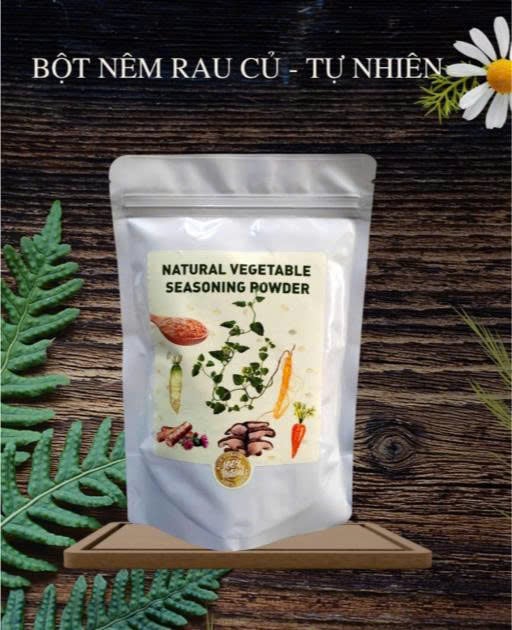 BỘT NÊM RAU CỦ - TỰ NHIÊN
NATURAL VEGETABLE
SEASONING POWDER